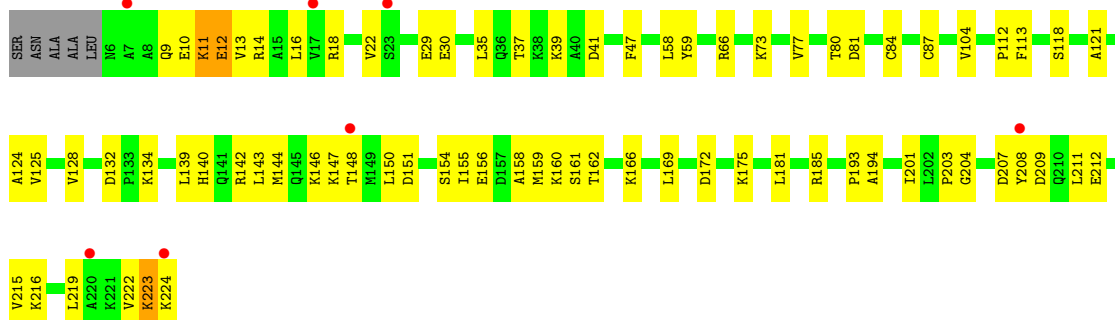 SER ASN ALA ALA LEU N6 A7 A8 Q9 E10 K11 E12 V13 R14 A15 L16 V17 R18 V22 S23 E29 E30 L35 Q36 T37 K38 K39 A40 D41 F47 L58 Y59 R66 K73 V77 T80 D81 C84 C87 V104 P112 F113 S118 A121
A124 V125 V128 D132 P133 K134 L139 H140 Q141 R142 L143 M144 Q145 K146 K147 T148 M149 L150 D151 S154 I155 E156 D157 A158 M159 K160 S161 T162 K166 L169 D172 K175 L181 R185 P193 A194 I201 L202 P203 G204 D207 Y208 D209 Q210 L211 E212
V215 K216 L219 A220 K221 V222 K223 K224